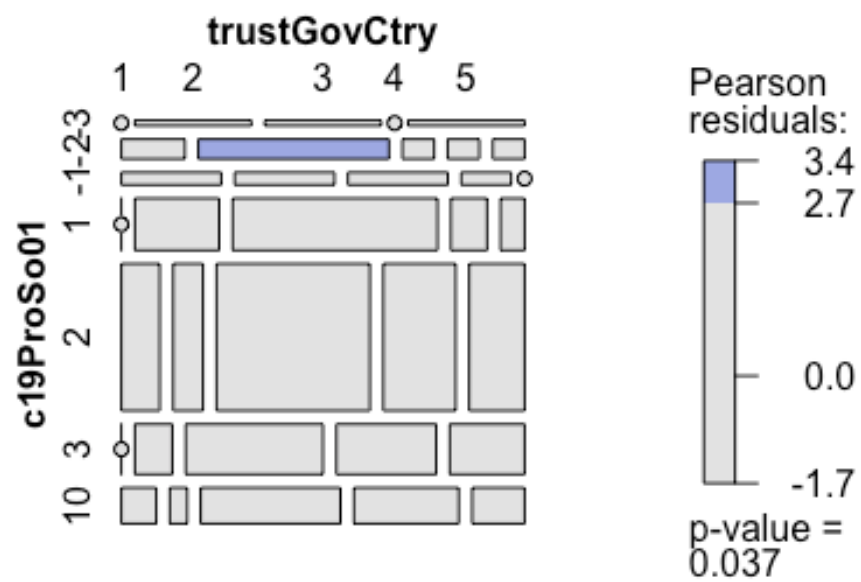 trustGovCtry
1 2 3 4 5
c19ProSo01
-3
-2
-1
1
2
3
10
Pearson
residuals:
3.4
2.7
0.0
-1.7
p-value =
0.037